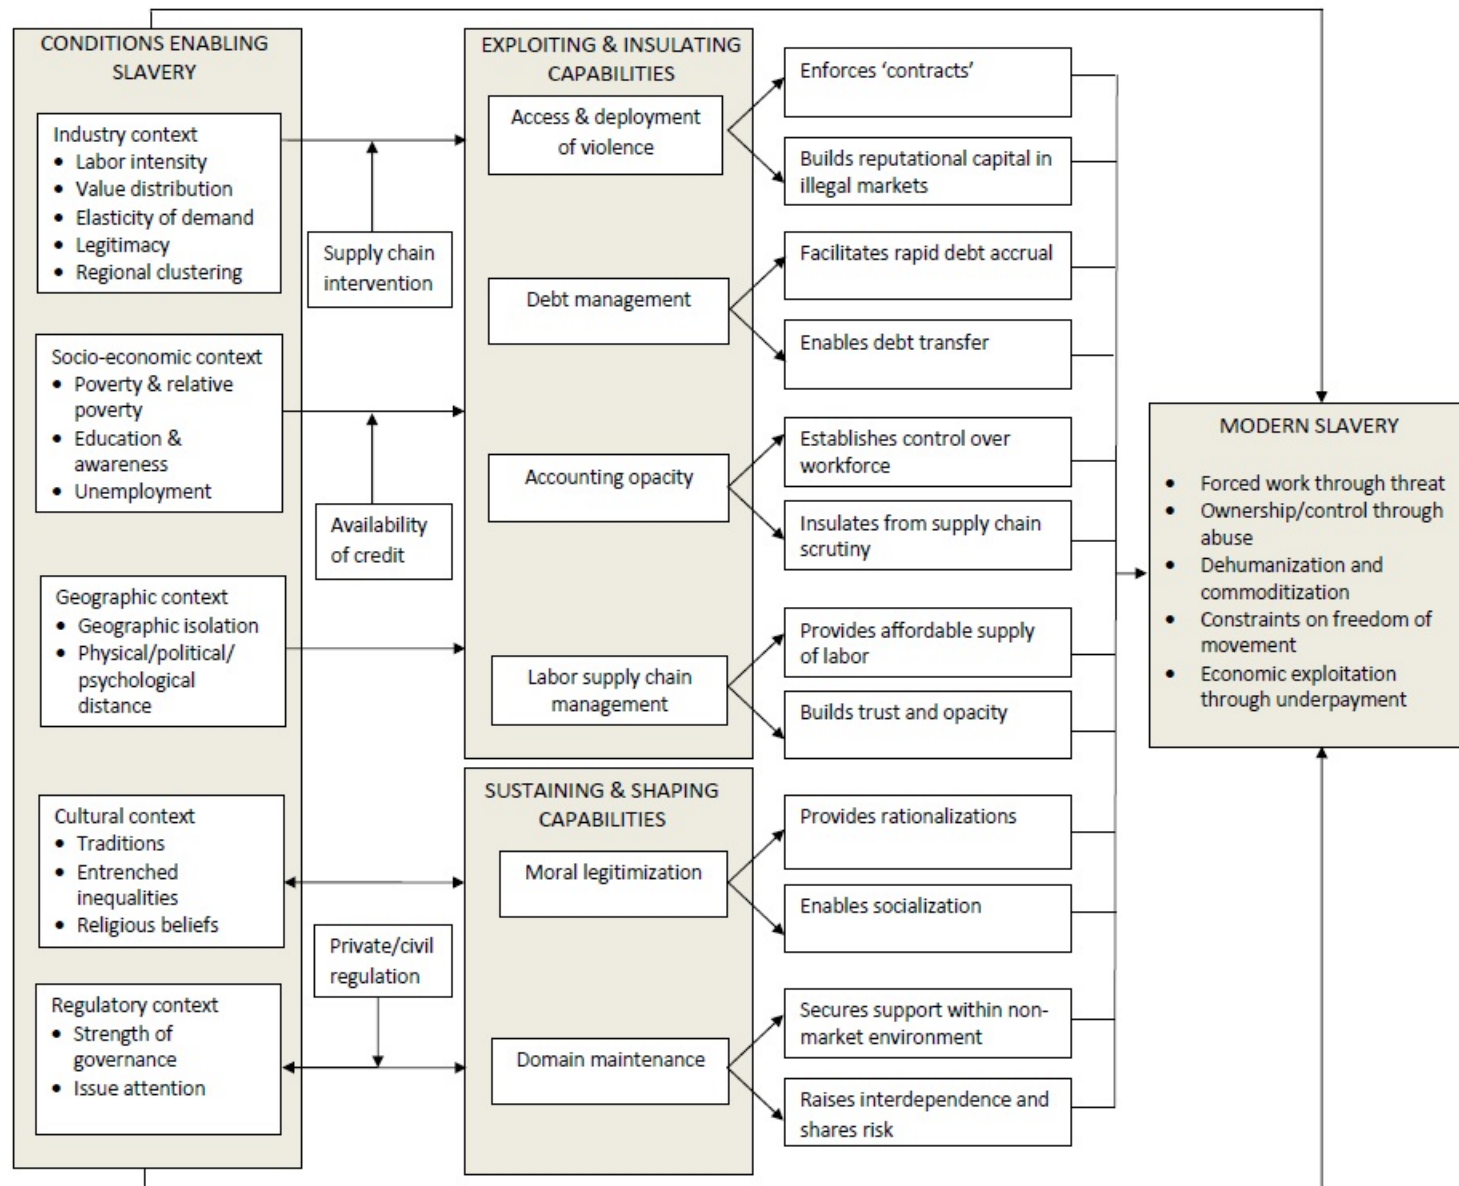 CONDITIONS ENABLING
SLAVERY
Industry context
• Labor intensity
• Value distribution
• Elasticity of demand
• Legitimacy
• Regional clustering
Socio-economic context
• Poverty & relative
poverty
• Education &
awareness
• Unemployment
Geographic context
• Geographic isolation
• Physical/political/
psychological
distance
Cultural context
• Traditions
• Entrenched
inequalities
• Religious beliefs
Regulatory context
• Strength of
governance
• Issue attention
Supply chain
intervention
Availability
of credit
Private/civil
regulation
EXPLOITING & INSULATING
CAPABILITIES
Access & deployment
of violence
Debt management
Accounting opacity
Labor supply chain
management
SUSTAINING & SHAPING
CAPABILITIES
Moral legitimization
Domain maintenance
Enforces ‘contracts’
Builds reputational capital in
illegal markets
Facilitates rapid debt accrual
Enables debt transfer
Establishes control over
workforce
Insulates from supply chain
scrutiny
Provides affordable supply
of labor
Builds trust and opacity
Provides rationalizations
Enables socialization
Secures support within non-
market environment
Raises interdependence and
shares risk
MODERN SLAVERY
• Forced work through threat
• Ownership/control through
abuse
• Dehumanization and
commoditization
• Constraints on freedom of
movement
• Economic exploitation
through underpayment